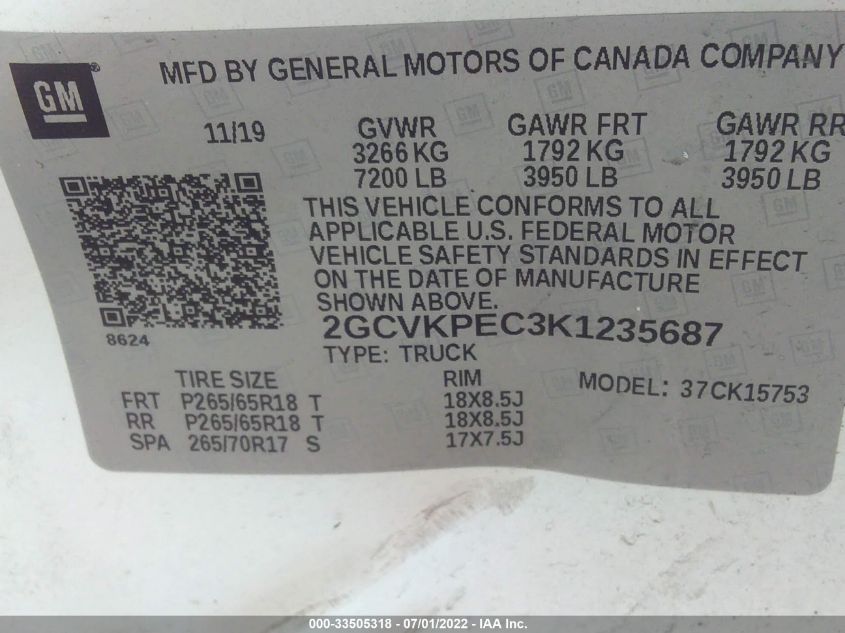 GM ®
MFD BY GENERAL MOTORS OF CANADA COMPANY
11/19
GVWR GAWR FRT GAWR RR
3266 KG 1792 KG 1792 KG
7200 LB 3950 LB 3950 LB
THIS VEHICLE CONFORMS TO ALL
APPLICABLE U.S. FEDERAL MOTOR
VEHICLE SAFETY STANDARDS IN EFFECT
ON THE DATE OF MANUFACTURE
SHOWN ABOVE.
8624
2GCVKPEC3K1235687
TYPE: TRUCK
TIRE SIZE RIM MODEL: 37CK15753
FRT P265/65R18 T 18X8.5J
RR P265/65R18 T 18X8.5J
SPA 265/70R17 S 17X7.5J
000-33505318 - 07/01/2022 - IAA Inc.